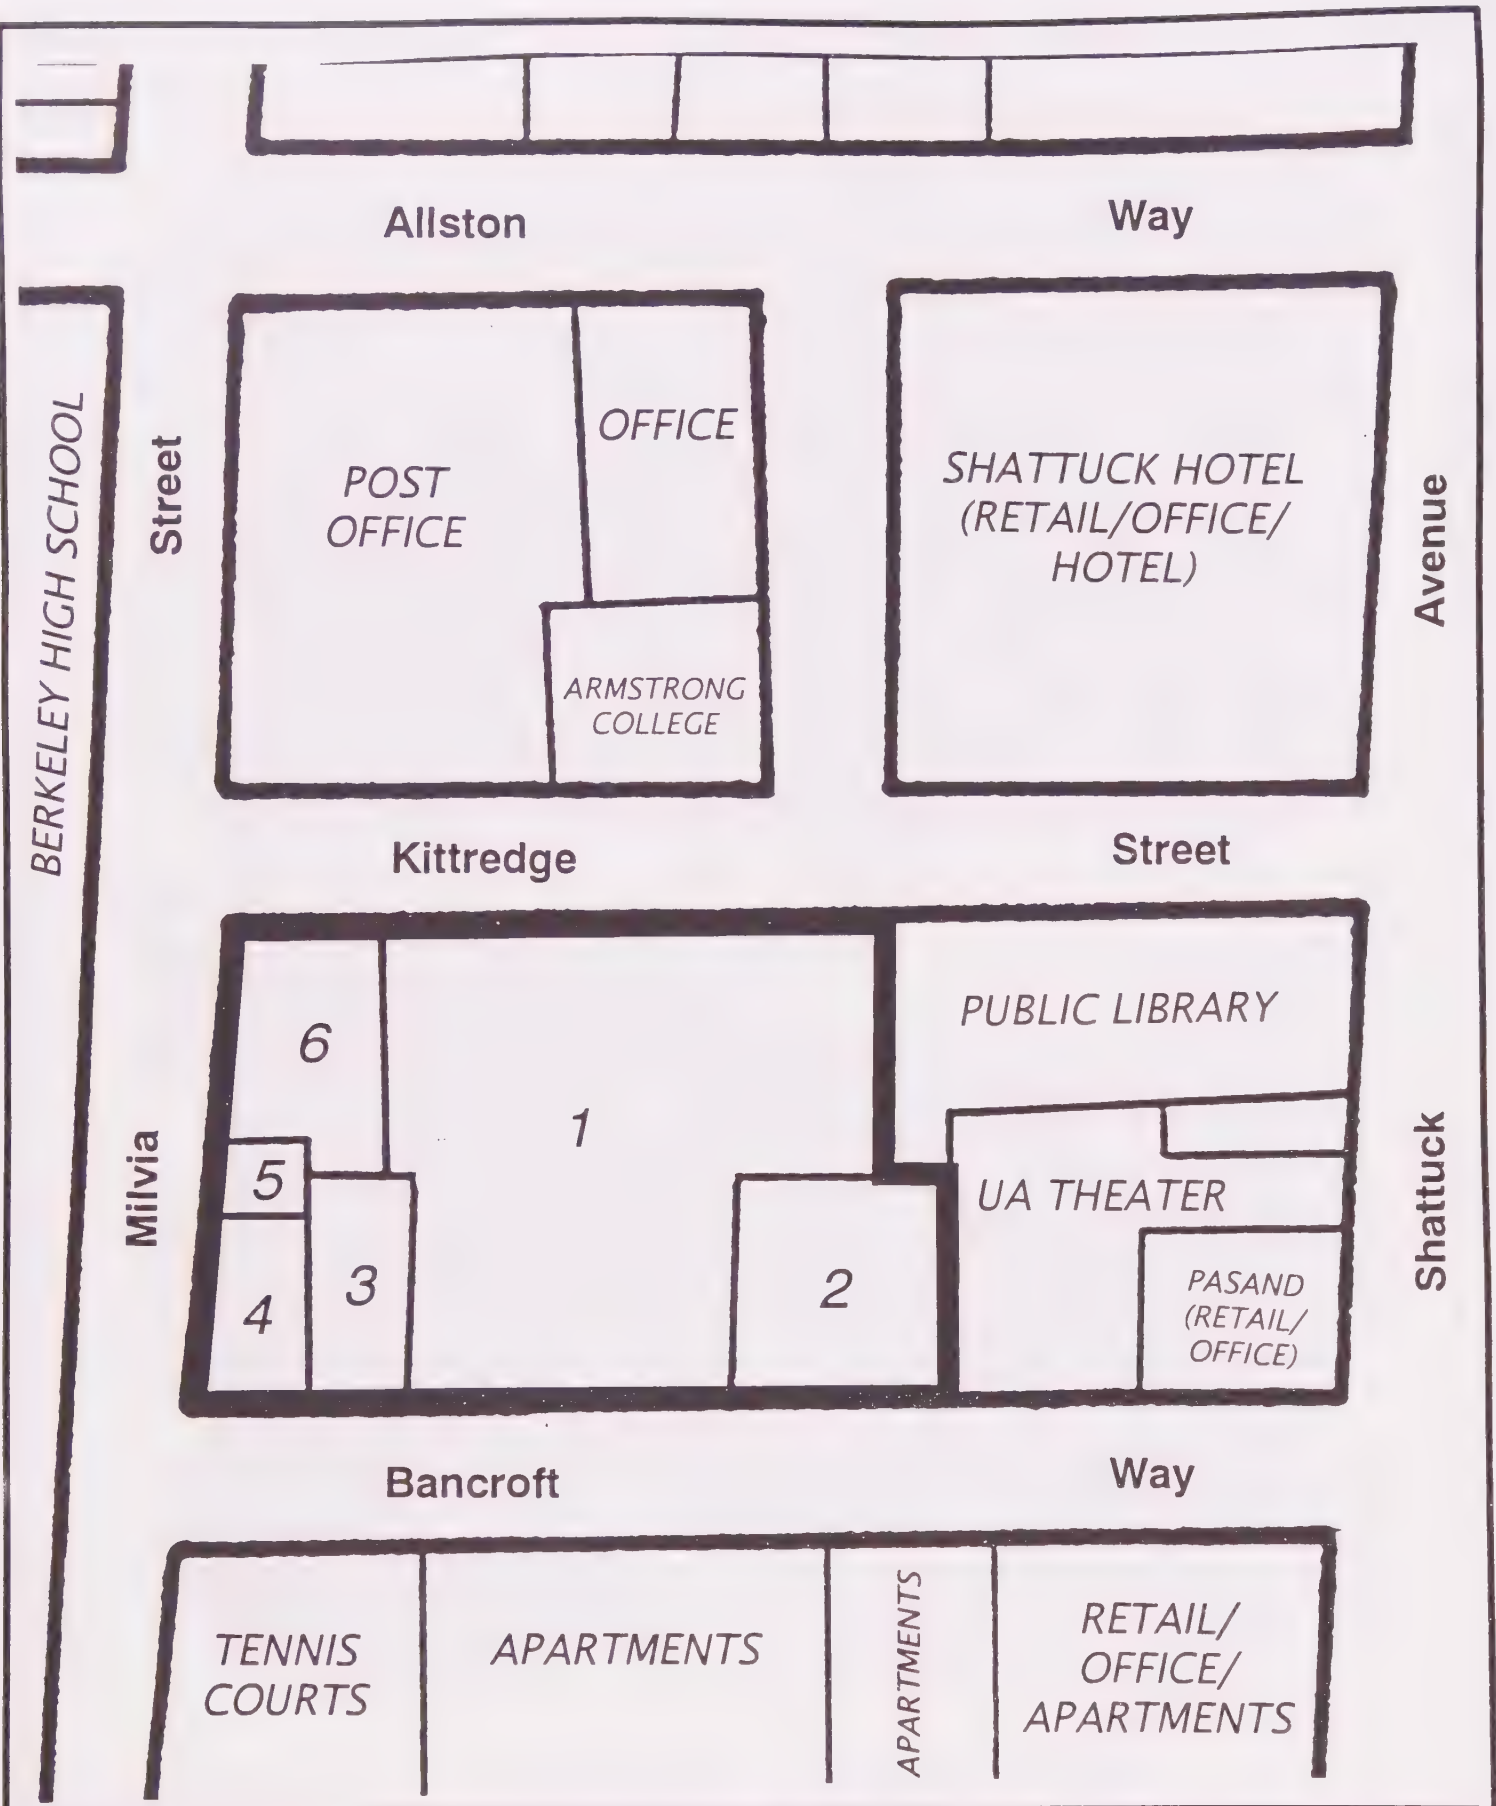 Allston Way
BERKELEY HIGH SCHOOL
Street
POST
OFFICE
OFFICE
ARMSTRONG
COLLEGE
SHATTUCK HOTEL
(RETAIL/OFFICE/
HOTEL)
Avenue
Kittredge Street
Milvia
6
1
5
4
3
2
PUBLIC LIBRARY
UA THEATER
PASAND
(RETAIL/
OFFICE)
Shattuck
Bancroft Way
TENNIS
COURTS
APARTMENTS
APARTMENTS
RETAIL/
OFFICE/
APARTMENTS